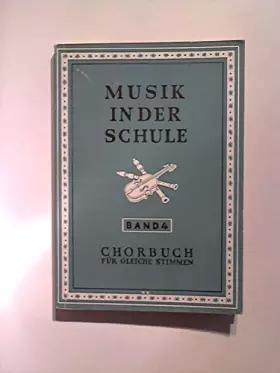 MUSIK
IN DER
SCHULE
BAND 4
CHORBUCH
FÜR GLEICHE STIMMEN